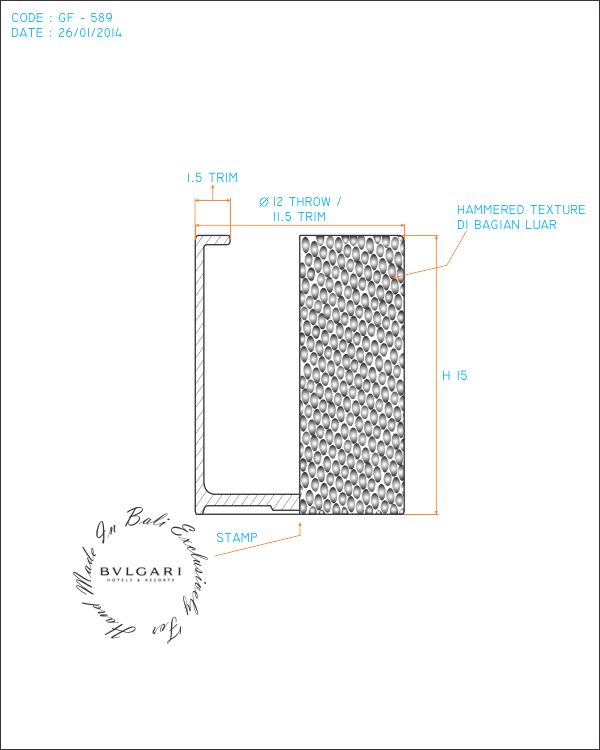 CODE : GF - 589
DATE : 26/01/2014
1.5 TRIM
Ø 12 THROW /
11.5 TRIM
HAMMERED TEXTURE
DI BAGIAN LUAR
H 15
STAMP
Hand Made In Bali Exclusively For
BVLGARI
HOTELS & RESORTS